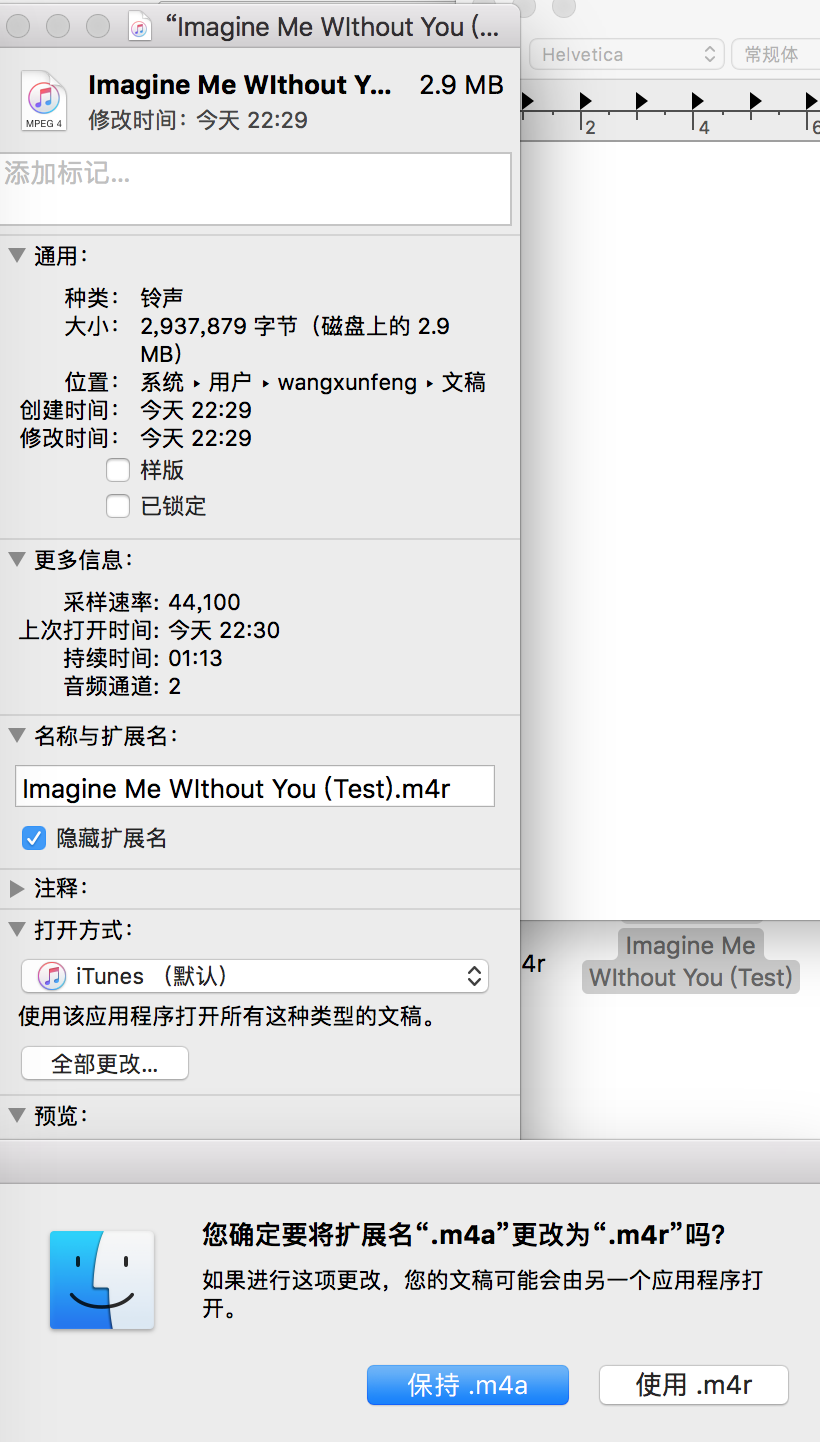 “Imagine Me WIthout You (...
Helvetica
常规体
Imagine Me WIthout Y... 2.9 MB
MPEG 4
修改时间：今天 22:29
2 4 6
添加标记...
通用：
种类： 铃声
大小： 2,937,879 字节（磁盘上的 2.9
MB）
位置： 系统 ▸ 用户 ▸ wangxunfeng ▸ 文稿
创建时间： 今天 22:29
修改时间： 今天 22:29
样版
已锁定
更多信息：
采样速率: 44,100
上次打开时间: 今天 22:30
持续时间: 01:13
音频通道: 2
名称与扩展名：
Imagine Me WIthout You (Test).m4r
隐藏扩展名
注释：
打开方式：
4r
Imagine Me
WIthout You (Test)
iTunes （默认）
使用该应用程序打开所有这种类型的文稿。
全部更改...
预览：
您确定要将扩展名“.m4a”更改为“.m4r”吗？
如果进行这项更改，您的文稿可能会由另一个应用程序打
开。
保持 .m4a
使用 .m4r